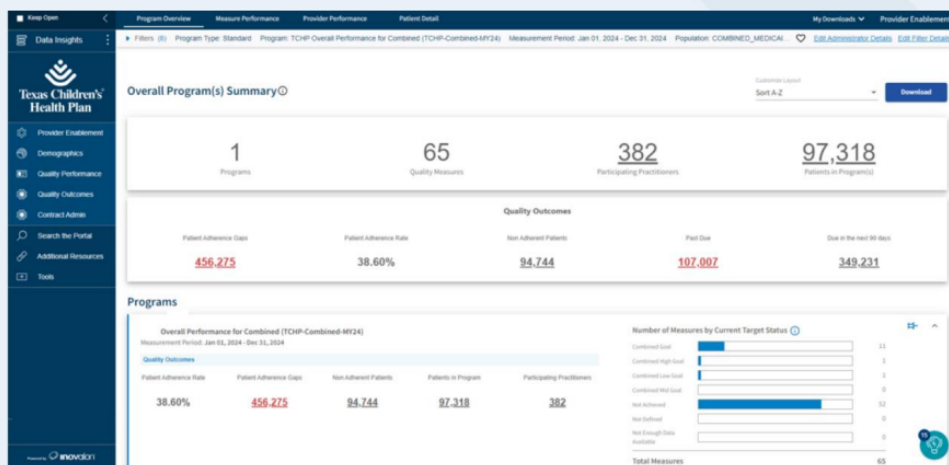 Keep Open
Program Overview
Measure Performance
Provider Performance
Patient Detail
My Downloads
Provider Enablement
Data Insights
Filters (8) Program Type: Standard Program: TCHP Overall Performance for Combined (TCHP-Combined-MY24) Measurement Period: Jan 01, 2024 - Dec 31, 2024 Population: COMBINED_MEDICAI... Edit Administrator Details Edit Filter Details
Texas Children's
Health Plan
Provider Enablement
Demographics
Quality Performance
Quality Outcomes
Contract Admin
Search the Portal
Additional Resources
Tools
Powered by inovalon
Overall Program(s) Summary
Customize Layout
Sort A-Z
Download
1 65 382 97,318
Programs Quality Measures Participating Practitioners Patients in Program(s)
Quality Outcomes
Patient Adherence Gaps Patient Adherence Rate Non Adherent Patients Past Due Due in the next 90 days
456,275 38.60% 94,744 107,007 349,231
Programs
Overall Performance for Combined (TCHP-Combined-MY24)
Measurement Period: Jan 01, 2024 - Dec 31, 2024
Quality Outcomes
Patient Adherence Rate Patient Adherence Gaps Non Adherent Patients Patients in Program Participating Practitioners
38.60% 456,275 94,744 97,318 382
Number of Measures by Current Target Status
Combined Goal 11
Combined High Goal 1
Combined Low Goal 1
Combined Mid Goal 0
Not Achieved 52
Not Defined 0
Not Enough Data
Available 0
Total Measures 65